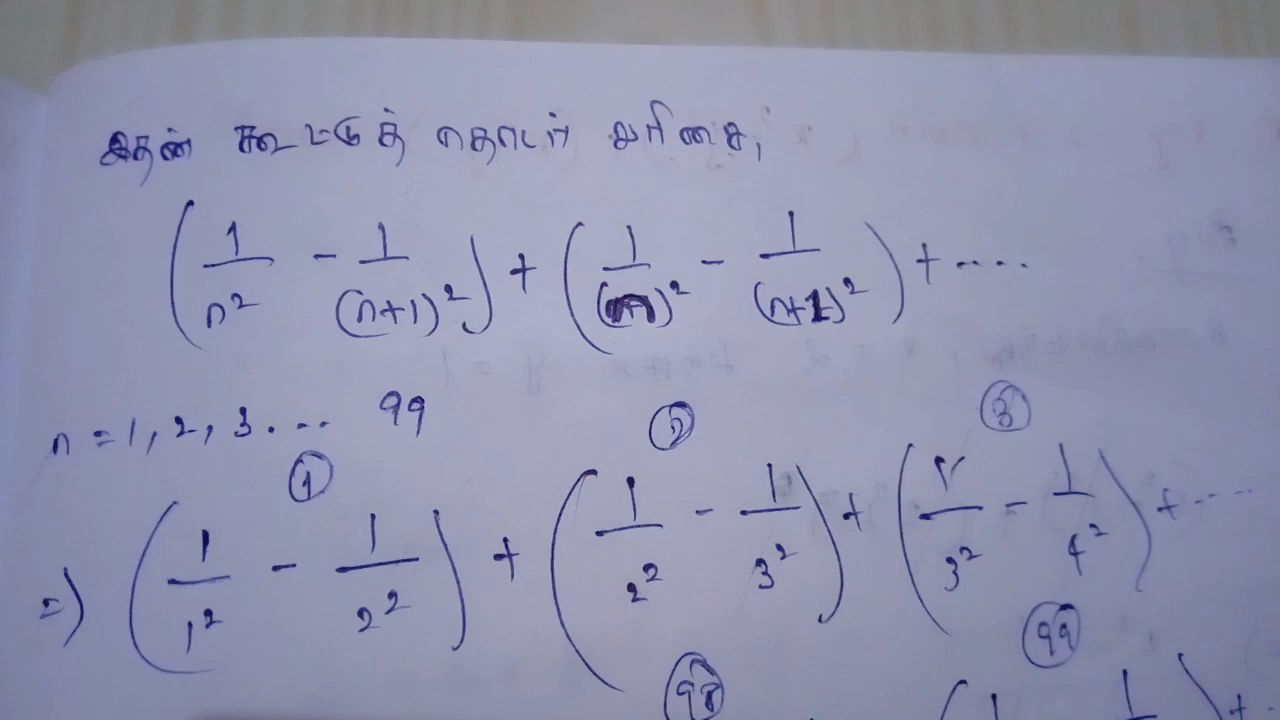 இதன் கூட்டுத் தொடர் வரிசை,
(1/n² - 1/(n+1)²) + (1/( )² - 1/(n+2)²) + ....
n = 1, 2, 3 . ... 99
① ② ③
=) (1/1² - 1/2²) + (1/2² - 1/3²) + (1/3² - 1/4²) + ....
98 99